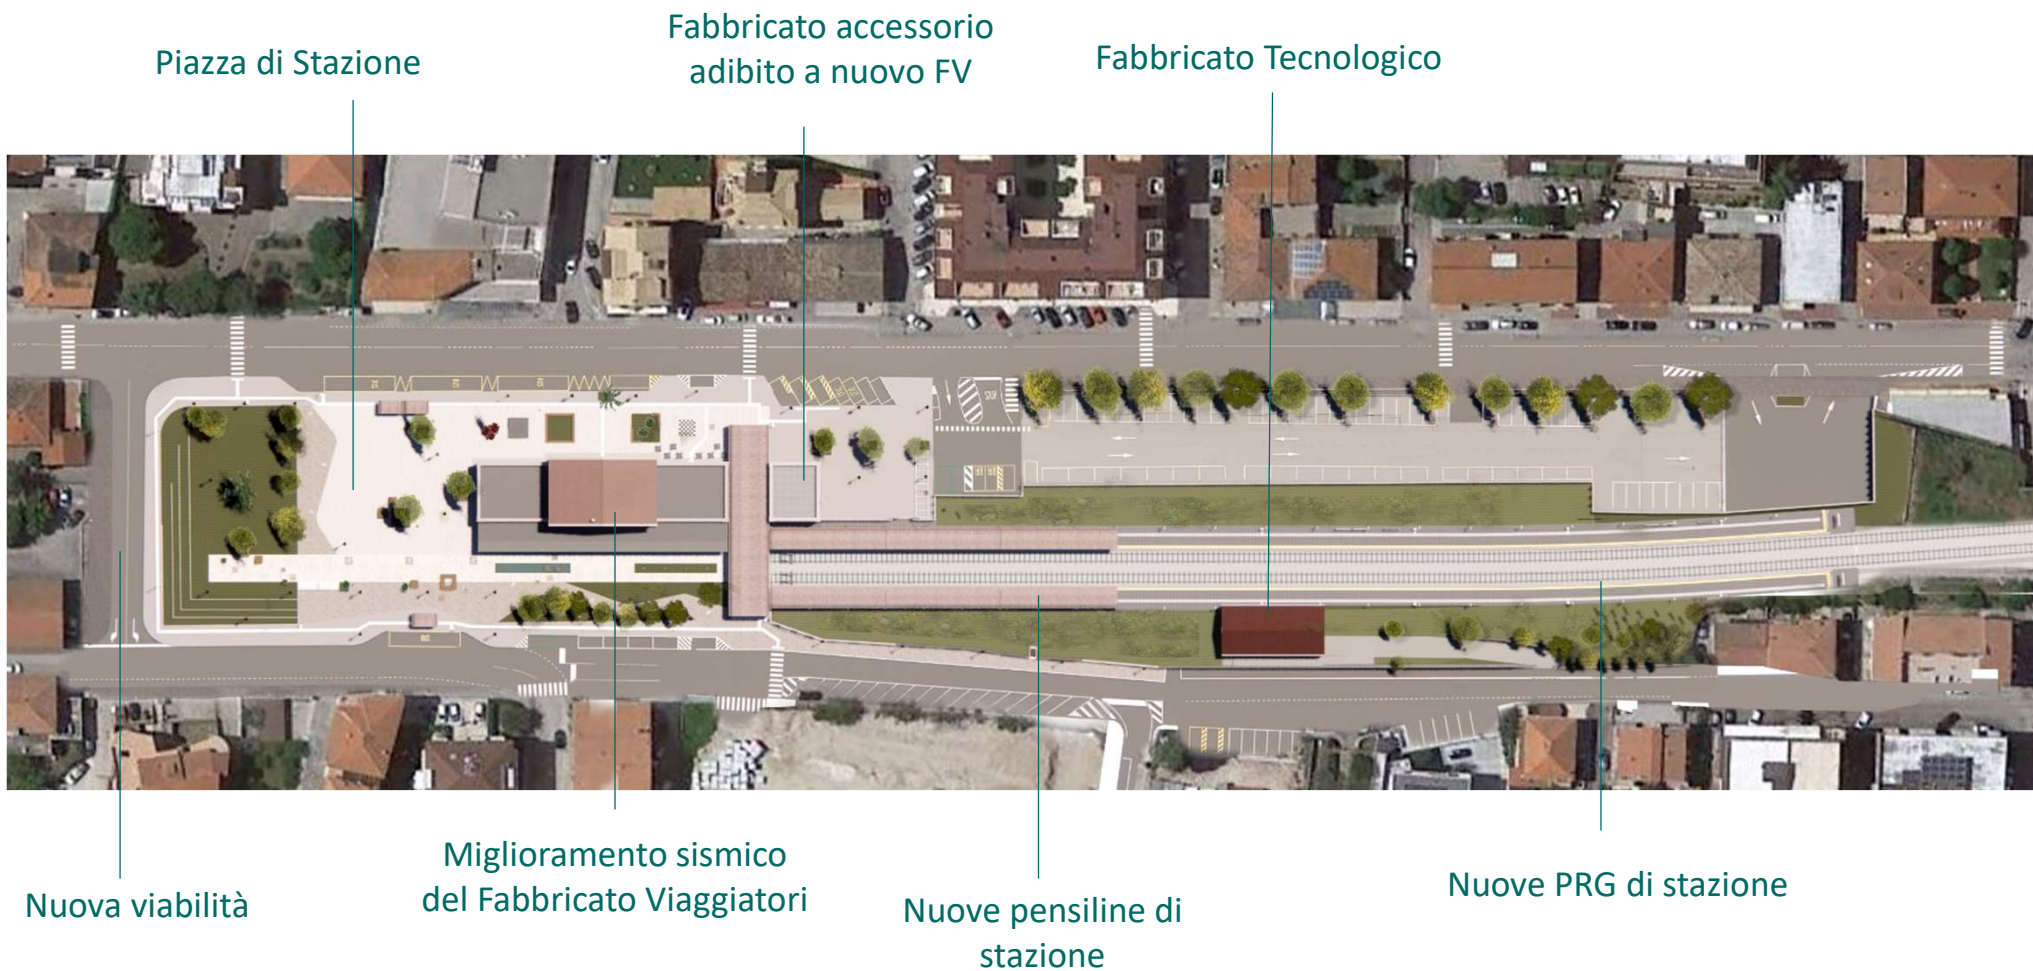 Fabbricato accessorio
adibito a nuovo FV
Piazza di Stazione
Fabbricato Tecnologico
Miglioramento sismico
del Fabbricato Viaggiatori
Nuova viabilità
Nuove pensiline di
stazione
Nuove PRG di stazione